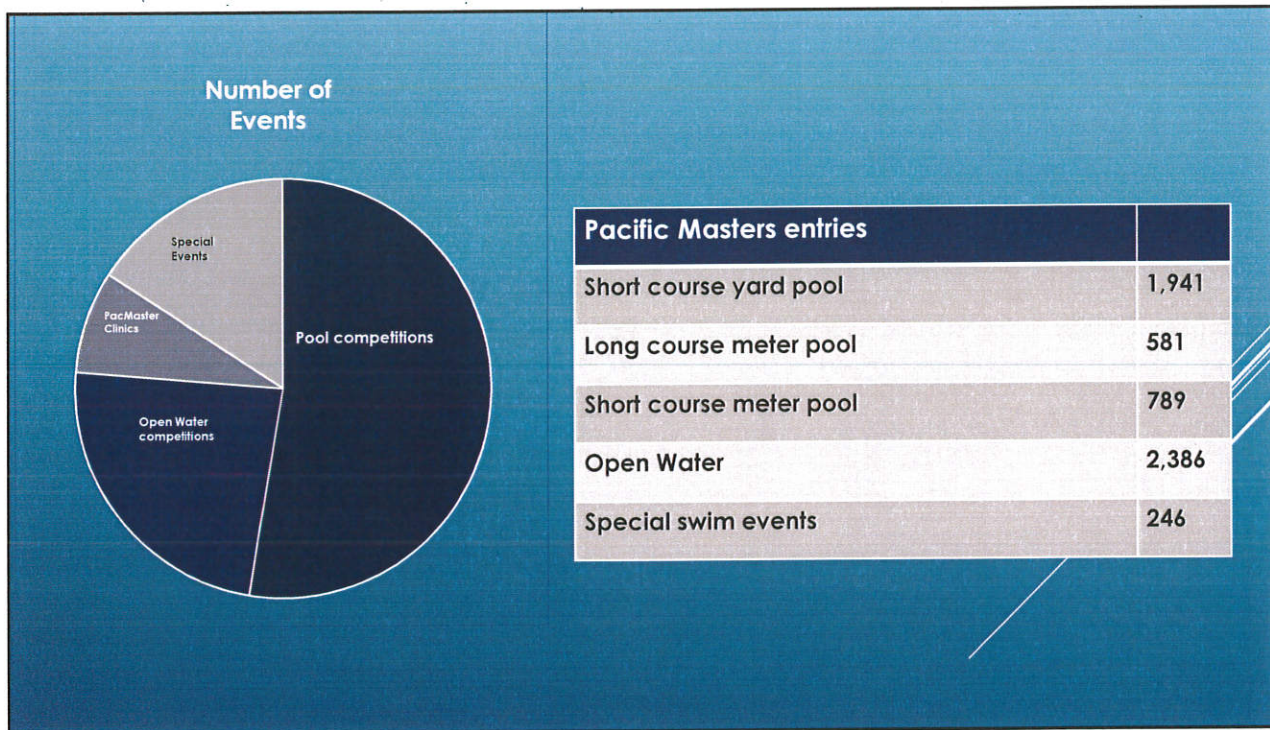 Number of
Events
Special
Events
PacMaster
Clinics
Pool competitions
Open Water
competitions
Pacific Masters entries
Short course yard pool 1,941
Long course meter pool 581
Short course meter pool 789
Open Water 2,386
Special swim events 246